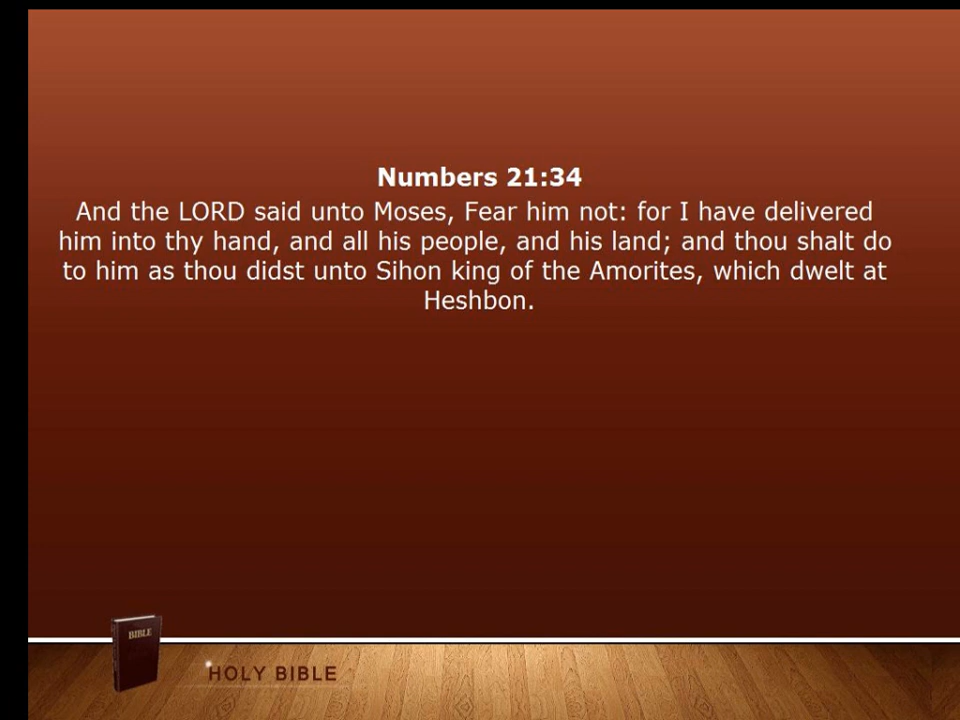 Numbers 21:34
And the LORD said unto Moses, Fear him not: for I have delivered
him into thy hand, and all his people, and his land; and thou shalt do
to him as thou didst unto Sihon king of the Amorites, which dwelt at
Heshbon.
BIBLE
HOLY BIBLE